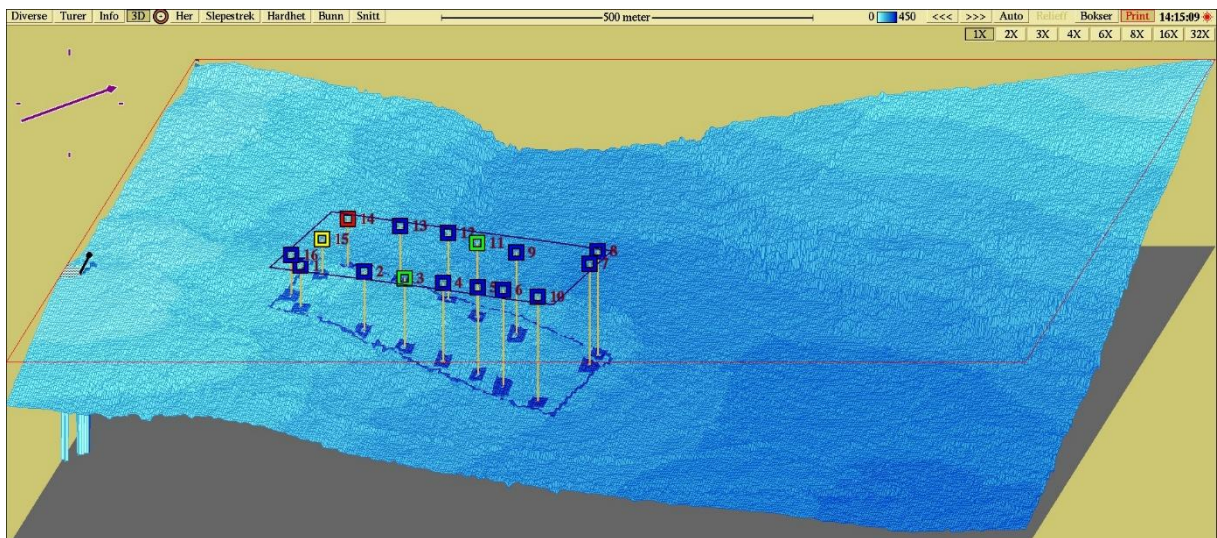 Diverse Turer Info 3D Her Slepestrek Hardhet Bunn Snitt 500 meter 0 450 <<< >>> Auto Relieff Bokser Print 14:15:09
1X 2X 3X 4X 6X 8X 16X 32X
14 13 12 11
15 9 8
16 1 2 3 4 5 6 10 7